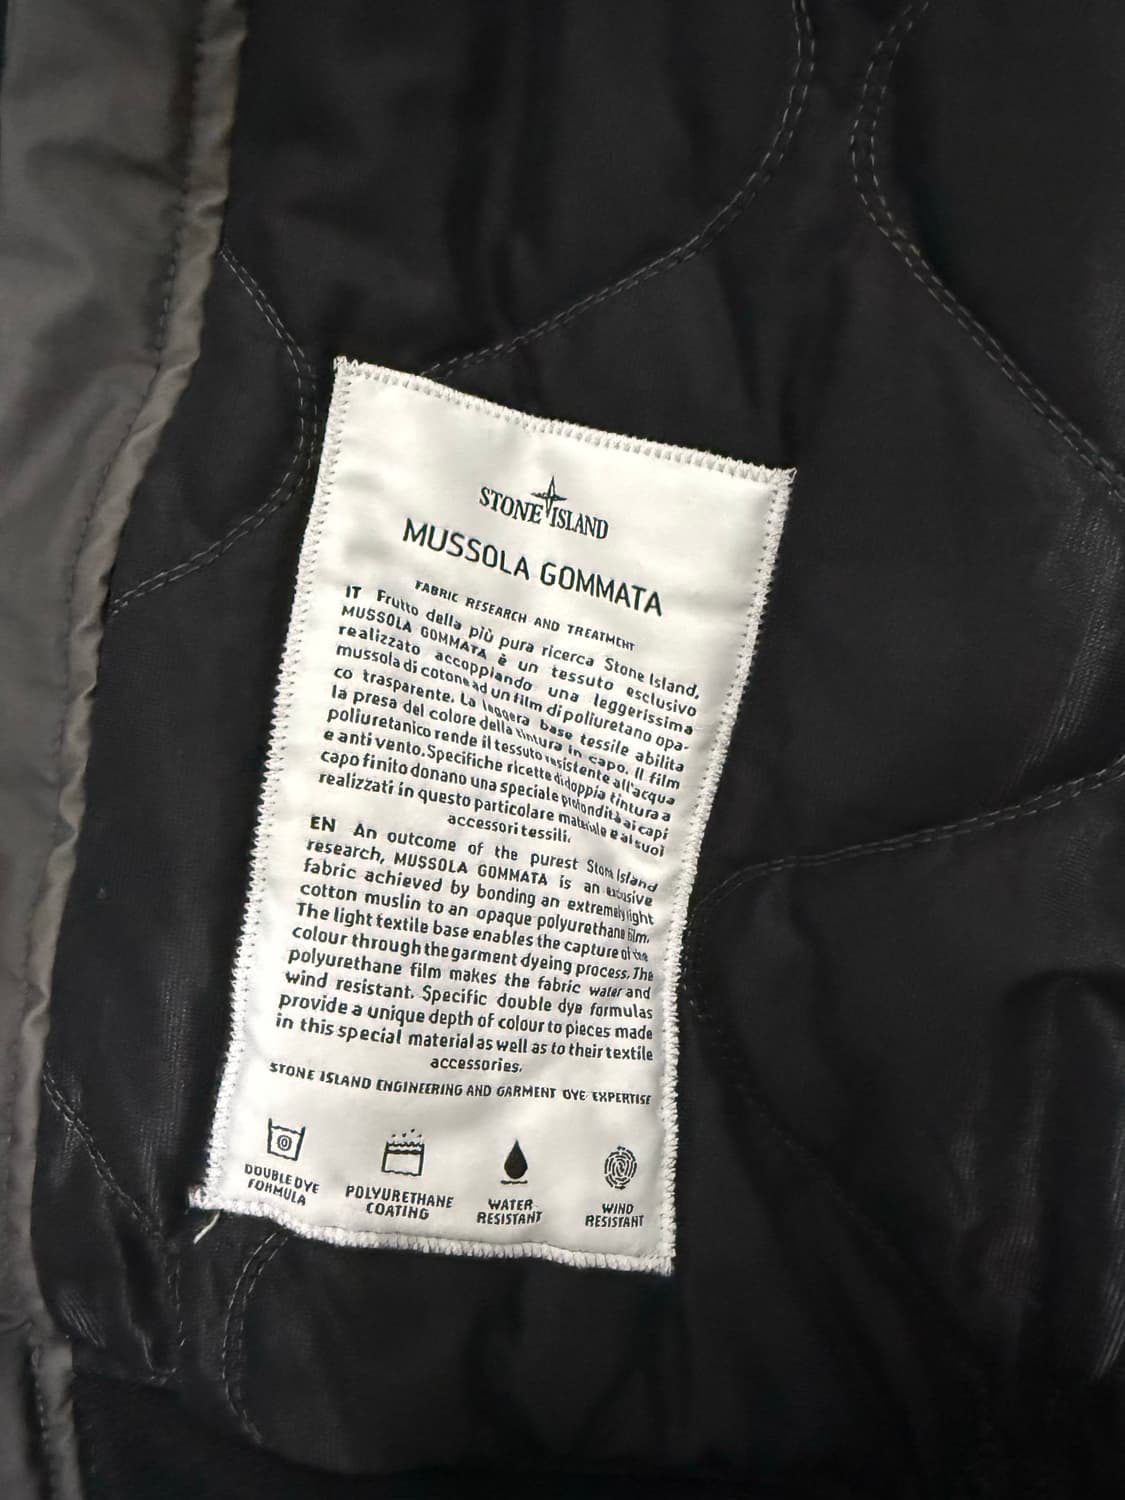 STONE ISLAND
MUSSOLA GOMMATA
FABRIC RESEARCH AND TREATMENT
IT Frutto della più pura ricerca Stone Island,
MUSSOLA GOMMATA è un tessuto esclusivo
realizzato accoppiando una leggerissima
mussola di cotone ad un film di poliuretano opa-
co trasparente. La leggera base tessile abilita
la presa del colore della tintura in capo. Il film
poliuretanico rende il tessuto resistente all'acqua
e anti vento. Specifiche ricette di doppia tintura a
capo finito donano una speciale profondità ai capi
realizzati in questo particolare materiale e ai suoi
accessori tessili.
EN An outcome of the purest Stone Island
research, MUSSOLA GOMMATA is an exclusive
fabric achieved by bonding an extremely light
cotton muslin to an opaque polyurethane film.
The light textile base enables the capture of the
colour through the garment dyeing process. The
polyurethane film makes the fabric water and
wind resistant. Specific double dye formulas
provide a unique depth of colour to pieces made
in this special material as well as to their textile
accessories.
STONE ISLAND ENGINEERING AND GARMENT DYE EXPERTISE
DOUBLE DYE
FORMULA
POLYURETHANE
COATING
WATER
RESISTANT
WIND
RESISTANT